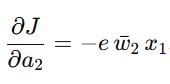 ∂J/∂a₂ = −e w̄₂ x₁.